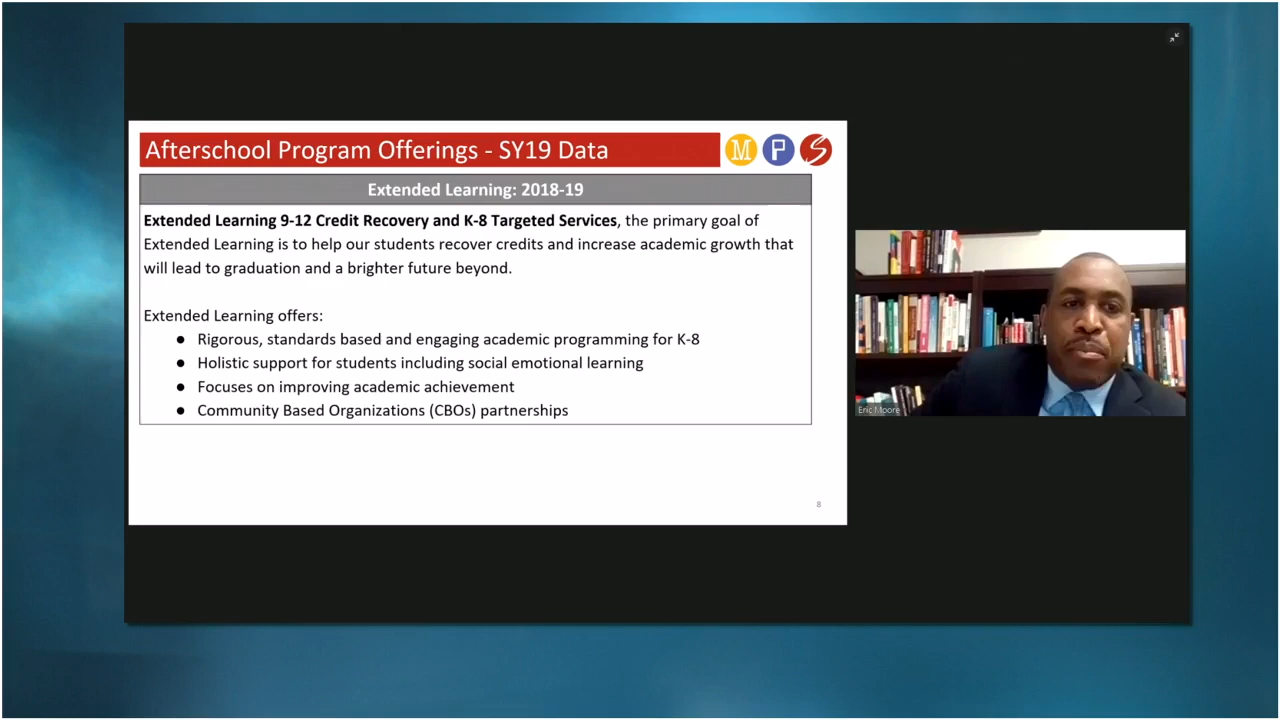 Afterschool Program Offerings - SY19 Data
M P S
Extended Learning: 2018-19
Extended Learning 9-12 Credit Recovery and K-8 Targeted Services, the primary goal of
Extended Learning is to help our students recover credits and increase academic growth that
will lead to graduation and a brighter future beyond.
Extended Learning offers:
● Rigorous, standards based and engaging academic programming for K-8
● Holistic support for students including social emotional learning
● Focuses on improving academic achievement
● Community Based Organizations (CBOs) partnerships
8
Eric Moore